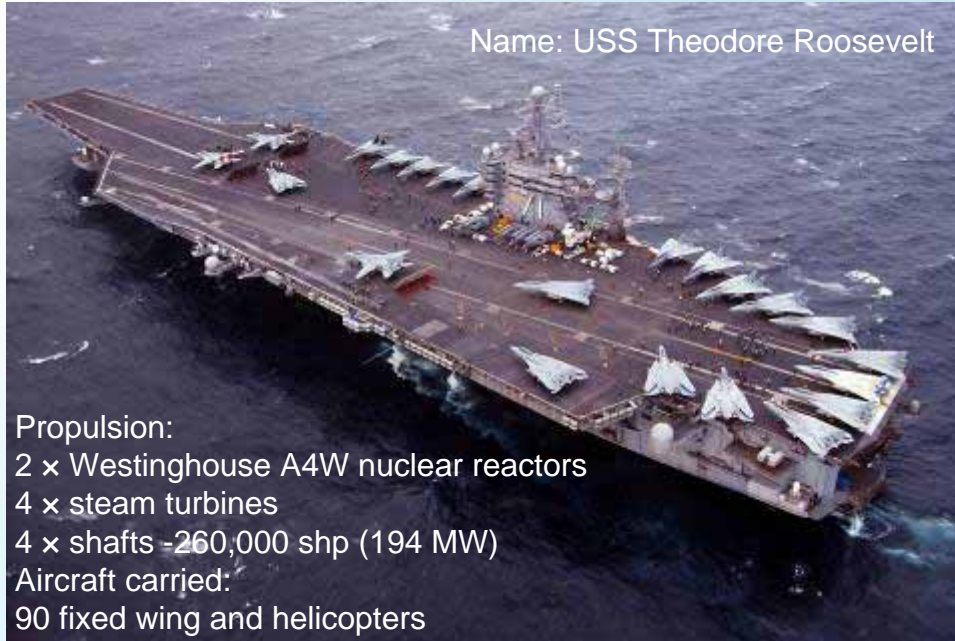 Name: USS Theodore Roosevelt
Propulsion:
2 × Westinghouse A4W nuclear reactors
4 × steam turbines
4 × shafts -260,000 shp (194 MW)
Aircraft carried:
90 fixed wing and helicopters